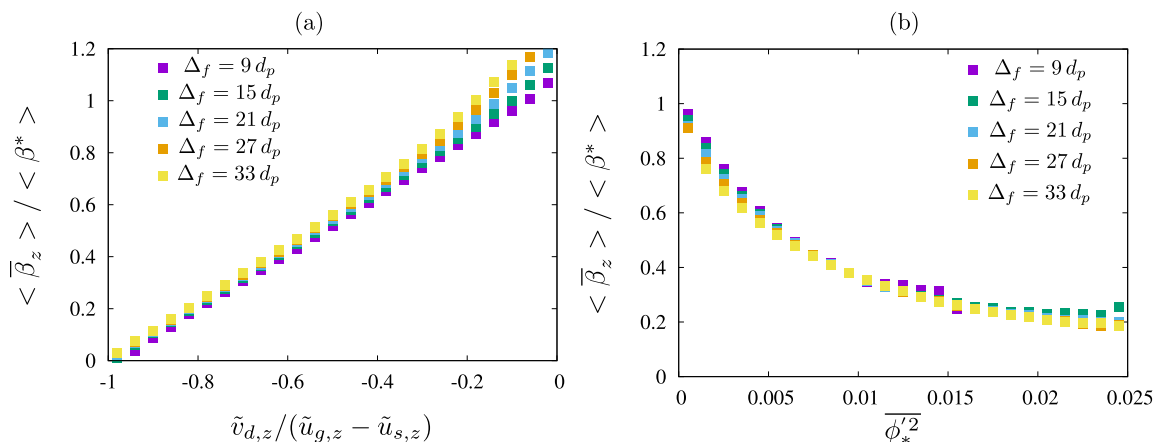 (a)
< β̅_z > / < β* >
1.2
1
0.8
0.6
0.4
0.2
0
Δ_f = 9 d_p
Δ_f = 15 d_p
Δ_f = 21 d_p
Δ_f = 27 d_p
Δ_f = 33 d_p
-1 -0.8 -0.6 -0.4 -0.2 0
ṽ_{d,z}/(ũ_{g,z} − ũ_{s,z})
(b)
< β̅_z > / < β* >
1.2
1
0.8
0.6
0.4
0.2
0
Δ_f = 9 d_p
Δ_f = 15 d_p
Δ_f = 21 d_p
Δ_f = 27 d_p
Δ_f = 33 d_p
0 0.005 0.01 0.015 0.02 0.025
\overline{ϕ_*^{'2}}